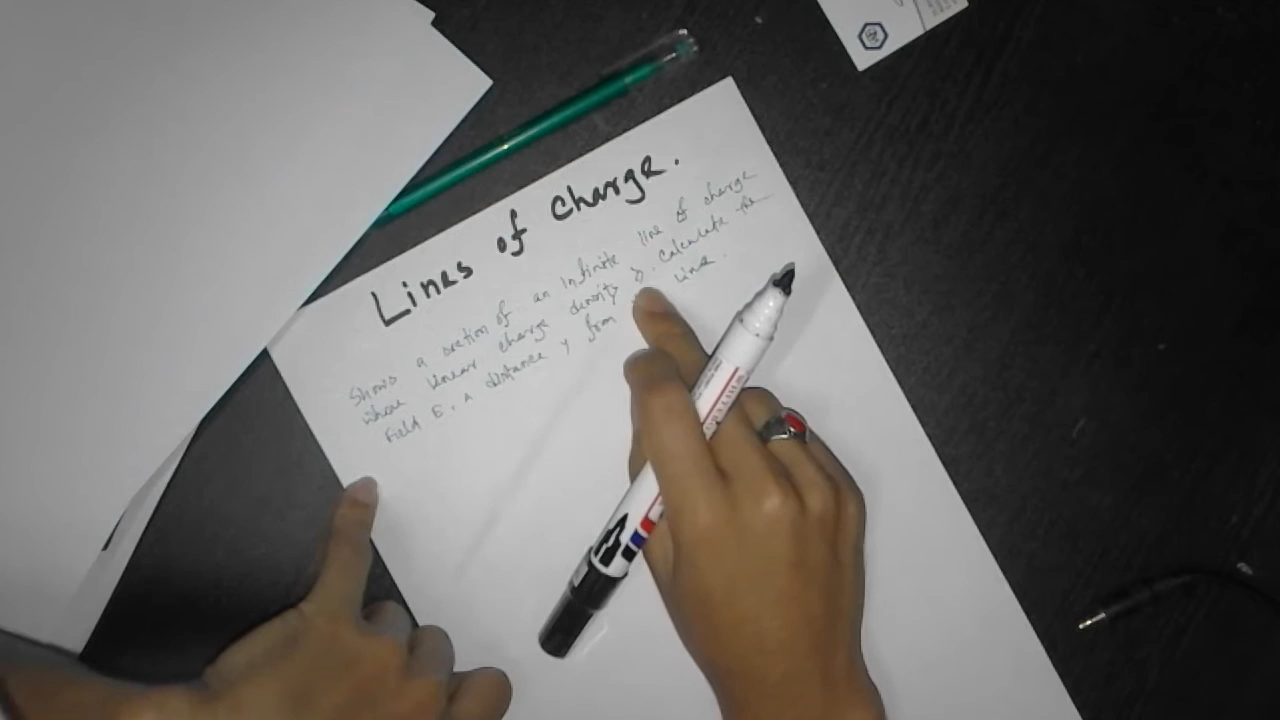 Lines of Charge.
Shows a section of an infinite line of charge
whose linear charge density λ. Calculate the
Field E, a distance y from line.